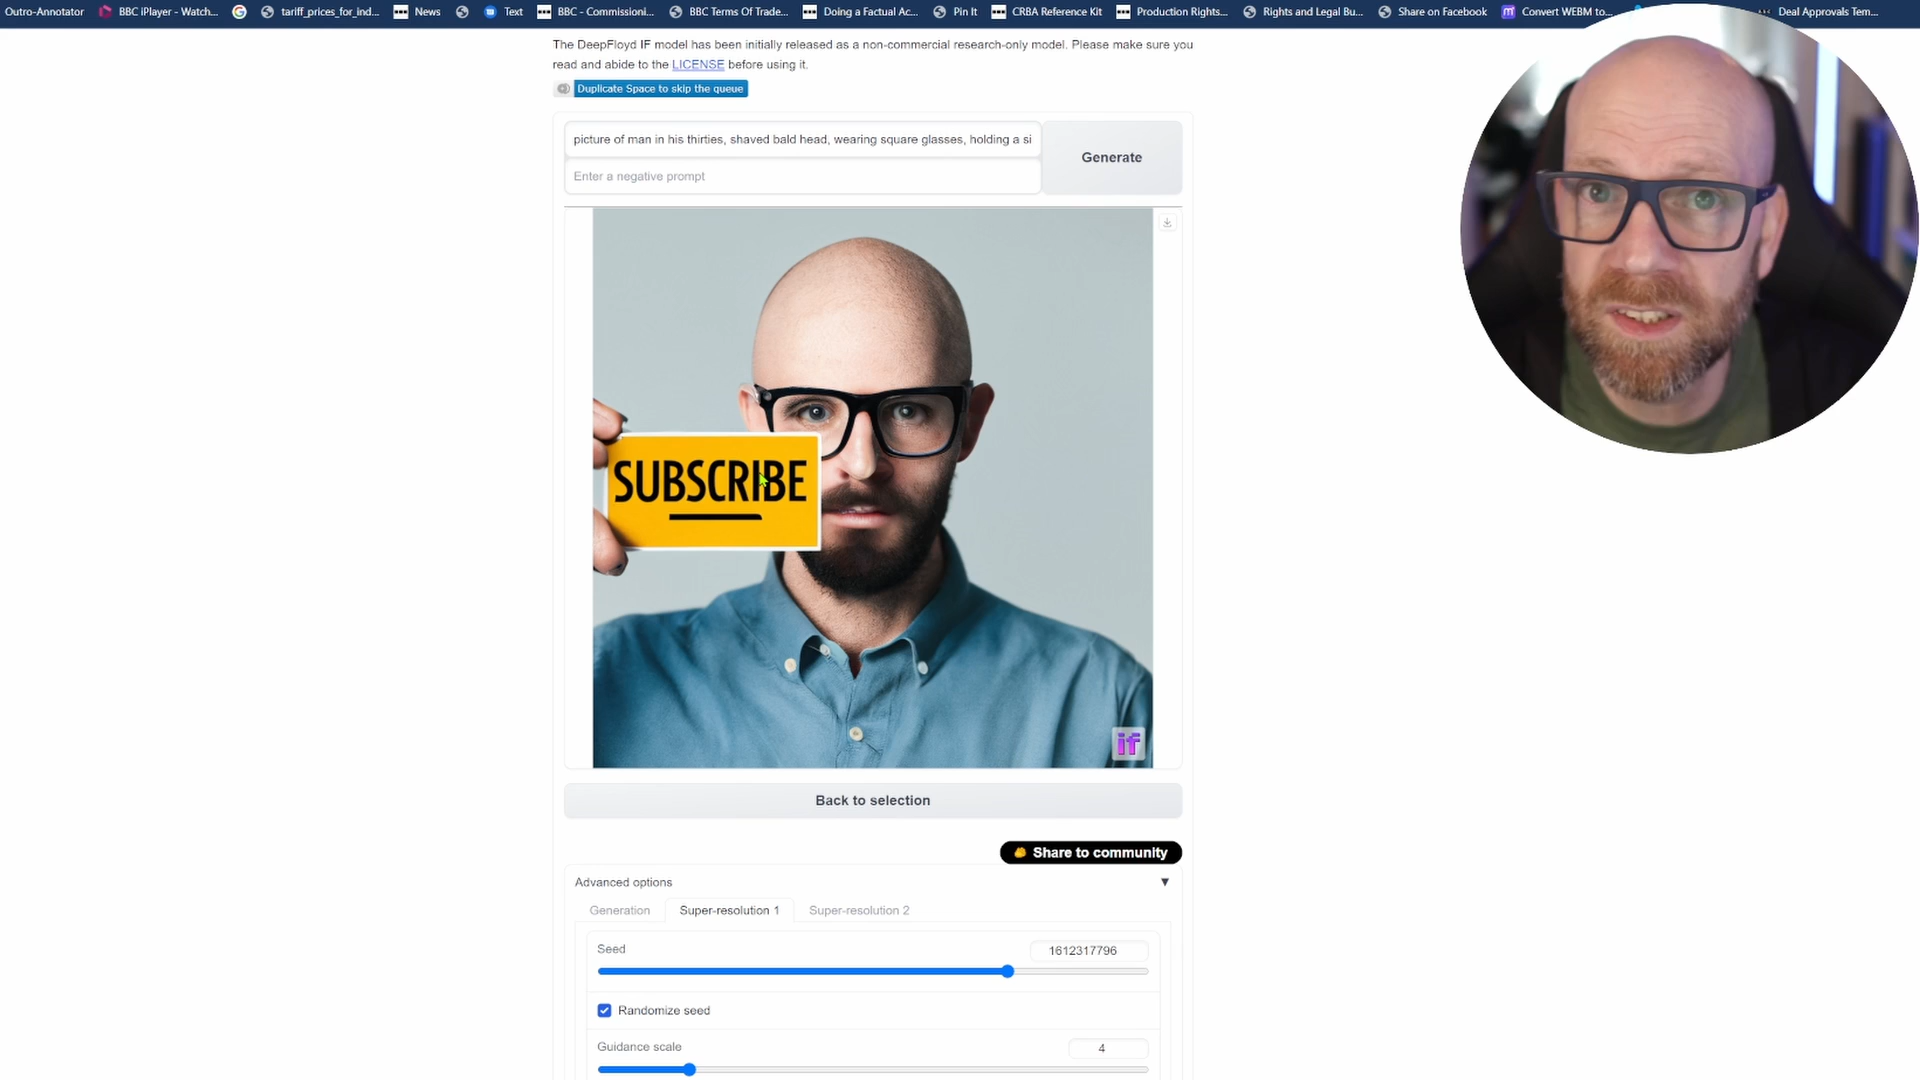 Outro-Annotator BBC iPlayer - Watch... tariff_prices_for_ind... News Text BBC - Commissioni... BBC Terms Of Trade... Doing a Factual Ac... Pin It CRBA Reference Kit Production Rights... Rights and Legal Bu... Share on Facebook Convert WEBM to... Deal Approvals Tem...
The DeepFloyd IF model has been initially released as a non-commercial research-only model. Please make sure you
read and abide to the LICENSE before using it.
Duplicate Space to skip the queue
picture of man in his thirties, shaved bald head, wearing square glasses, holding a si
Generate
Enter a negative prompt
SUBSCRIBE
if
Back to selection
Share to community
Advanced options
Generation Super-resolution 1 Super-resolution 2
Seed 1612317796
Randomize seed
Guidance scale 4